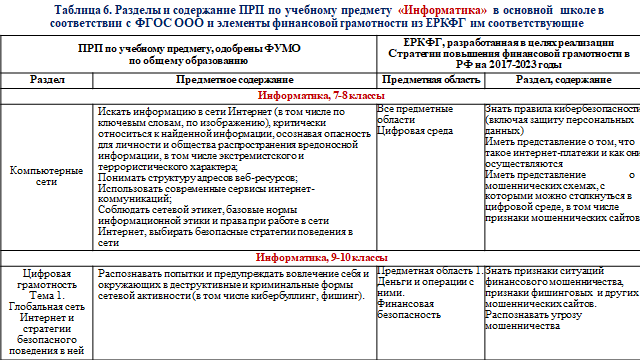 Таблица 6. Разделы и содержание ПРП по учебному предмету «Информатика» в основной школе в
соответствии с ФГОС ООО и элементы финансовой грамотности из ЕРКФГ им соответствующие
ПРП по учебному предмету, одобрены ФУМО
по общему образованию
ЕРКФГ, разработанная в целях реализации
Стратегии повышения финансовой грамотности в
РФ на 2017-2023 годы
Раздел
Предметное содержание
Предметная область
Раздел, содержание
Информатика, 7-8 классы
Компьютерные
сети
Искать информацию в сети Интернет (в том числе по
ключевым словам, по изображению), критически
относиться к найденной информации, осознавая опасность
для личности и общества распространения вредоносной
информации, в том числе экстремистского и
террористического характера;
Понимать структуру адресов веб-ресурсов;
Использовать современные сервисы интернет-
коммуникаций;
Соблюдать сетевой этикет, базовые нормы
информационной этики и права при работе в сети
Интернет, выбирать безопасные стратегии поведения в
сети
Все предметные
области
Цифровая среда
Знать правила кибербезопасности
(включая защиту персональных
данных)
Иметь представление о том, что
такое интернет-платежи и как они
осуществляются
Иметь представление о
мошеннических схемах, с
которыми можно столкнуться в
цифровой среде, в том числе
признаки мошеннических сайтов
Информатика, 9-10 классы
Цифровая
грамотность
Тема 1.
Глобальная сеть
Интернет и
стратегии
безопасного
поведения в ней
Распознавать попытки и предупреждать вовлечение себя и
окружающих в деструктивные и криминальные формы
сетевой активности (в том числе кибербуллинг, фишинг).
Предметная область 1.
Деньги и операции с
ними.
Финансовая
безопасность
Знать признаки ситуаций
финансового мошенничества,
признаки фишинговых и других
мошеннических сайтов.
Распознавать угрозу
мошенничества